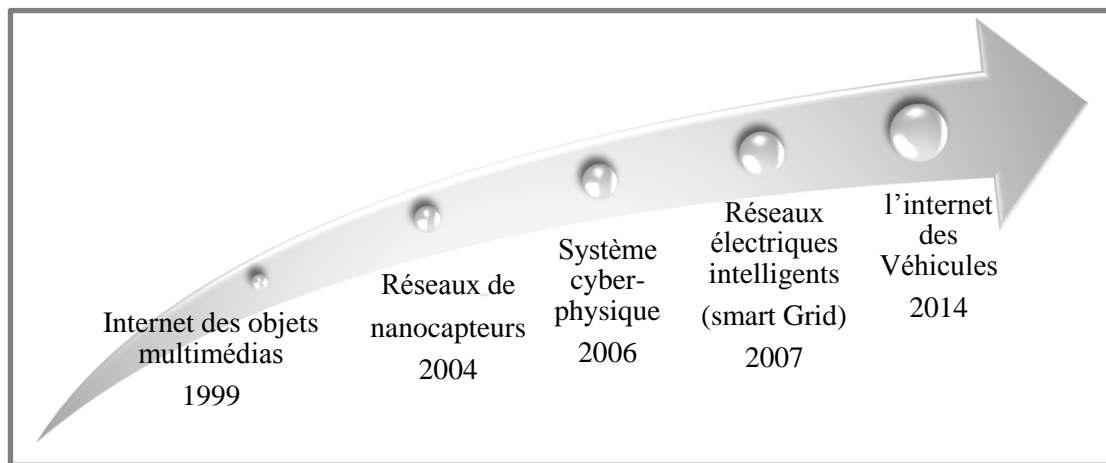 Internet des objets
multimédias
1999
Réseaux de
nanocapteurs
2004
Système
cyber-
physique
2006
Réseaux
électriques
intelligents
(smart Grid)
2007
l’internet
des
Véhicules
2014